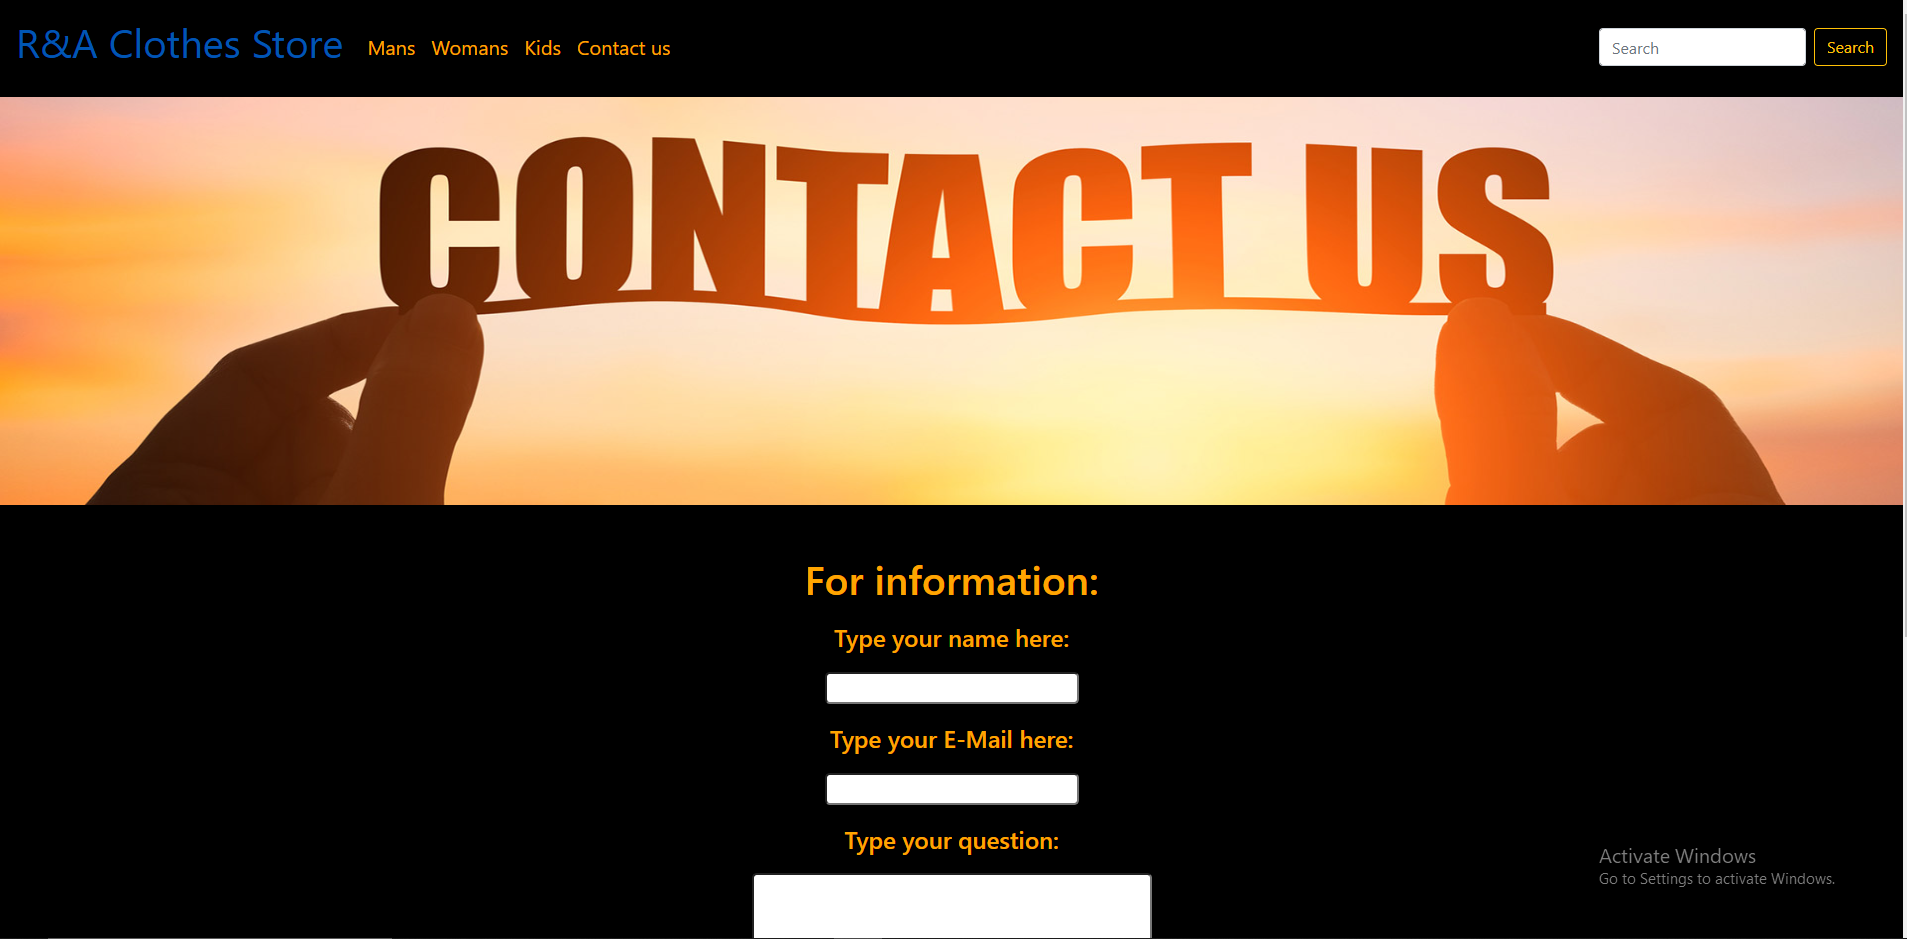 R&A Clothes Store Mans Womans Kids Contact us Search Search
CONTACT US
For information:
Type your name here:
Type your E-Mail here:
Type your question:
Activate Windows
Go to Settings to activate Windows.